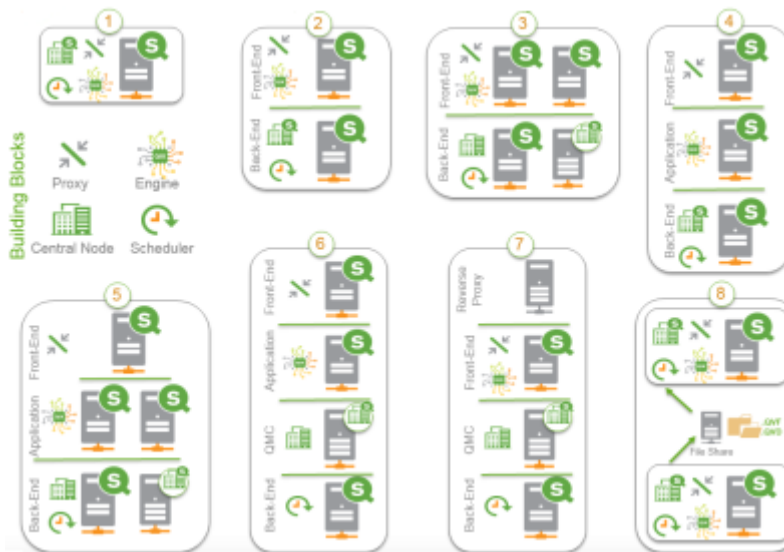 1
2
3
4
Front-End
Back-End
Front-End
Back-End
Front-End
Application
Back-End
Building Blocks
Proxy
Engine
Central Node
Scheduler
5
6
7
8
Front-End
Application
Back-End
Front-End
Application
QMC
Back-End
Reverse
Proxy
Front-End
QMC
Back-End
File Share
.QVF
.QVD